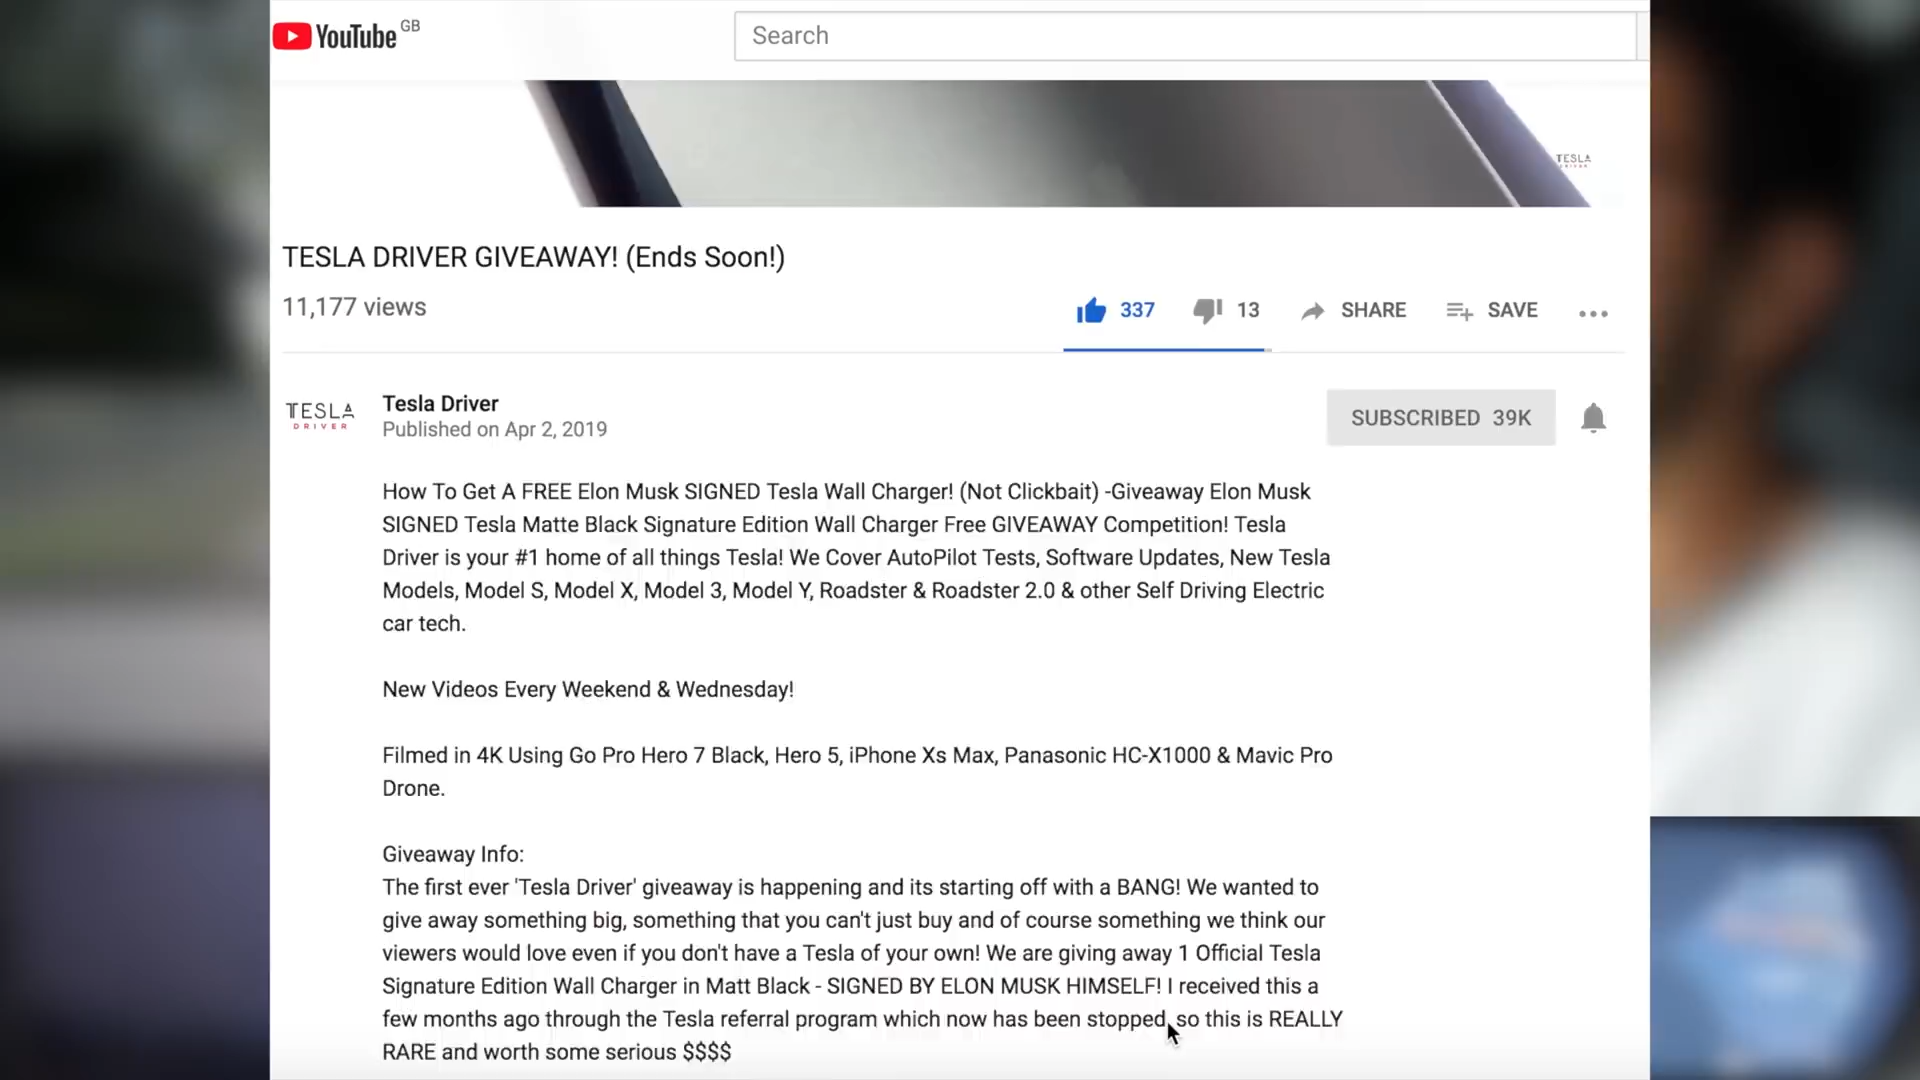 YouTube GB
Search
TESLA
DRIVER
TESLA DRIVER GIVEAWAY! (Ends Soon!)
11,177 views
337
13
SHARE
SAVE
TESLA
DRIVER
Tesla Driver
Published on Apr 2, 2019
SUBSCRIBED 39K
How To Get A FREE Elon Musk SIGNED Tesla Wall Charger! (Not Clickbait) -Giveaway Elon Musk
SIGNED Tesla Matte Black Signature Edition Wall Charger Free GIVEAWAY Competition! Tesla
Driver is your #1 home of all things Tesla! We Cover AutoPilot Tests, Software Updates, New Tesla
Models, Model S, Model X, Model 3, Model Y, Roadster & Roadster 2.0 & other Self Driving Electric
car tech.
New Videos Every Weekend & Wednesday!
Filmed in 4K Using Go Pro Hero 7 Black, Hero 5, iPhone Xs Max, Panasonic HC-X1000 & Mavic Pro
Drone.
Giveaway Info:
The first ever 'Tesla Driver' giveaway is happening and its starting off with a BANG! We wanted to
give away something big, something that you can't just buy and of course something we think our
viewers would love even if you don't have a Tesla of your own! We are giving away 1 Official Tesla
Signature Edition Wall Charger in Matt Black - SIGNED BY ELON MUSK HIMSELF! I received this a
few months ago through the Tesla referral program which now has been stopped, so this is REALLY
RARE and worth some serious $$$$